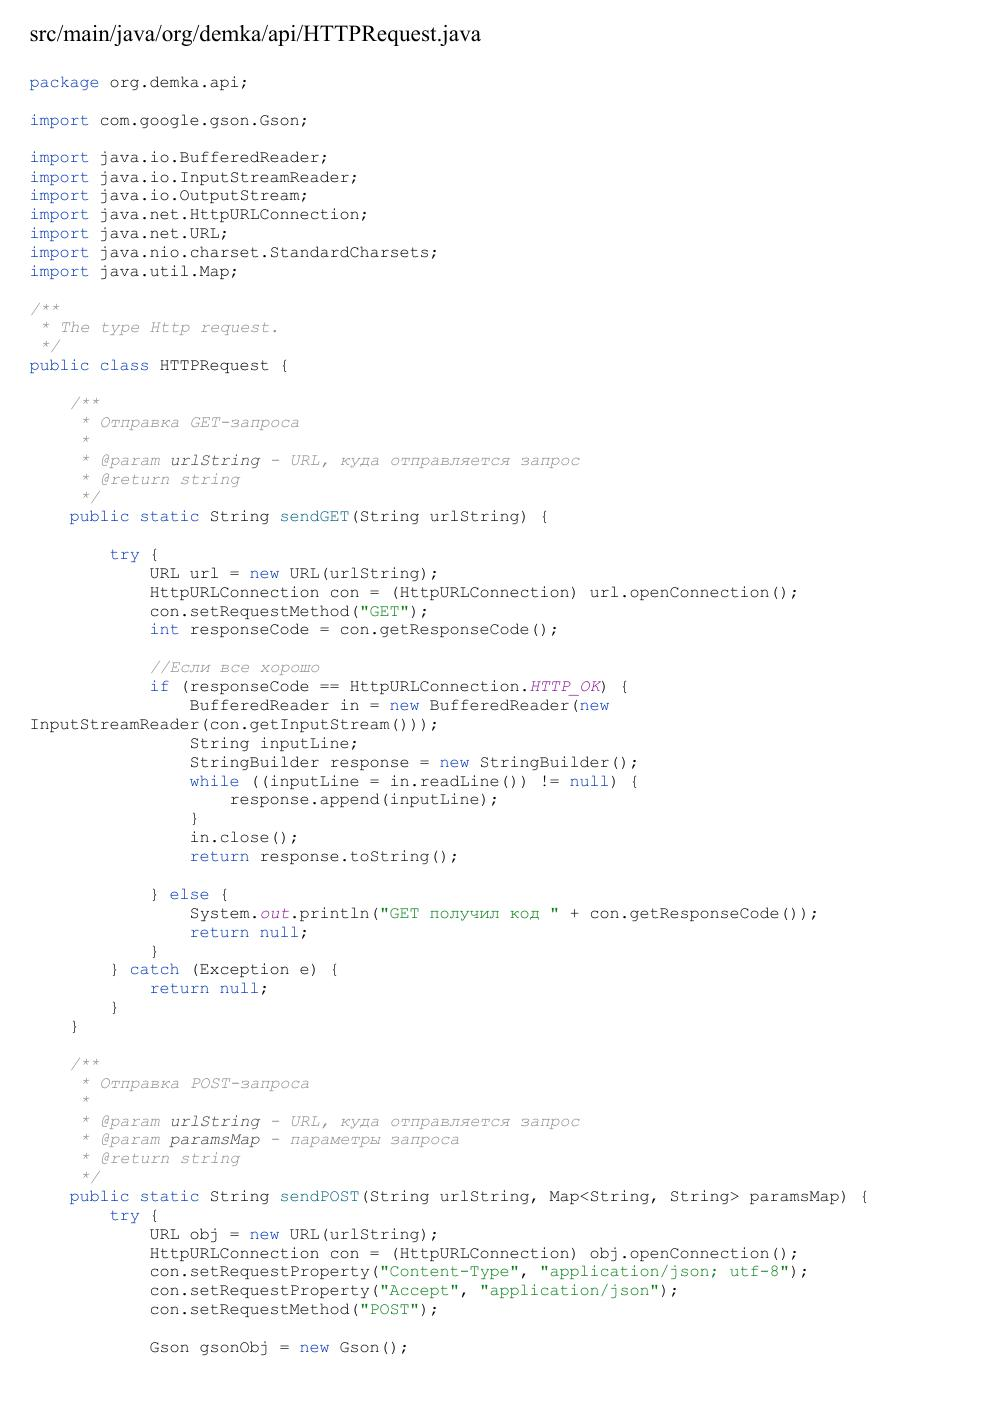 src/main/java/org/demka/api/HTTPRequest.java
package org.demka.api;
import com.google.gson.Gson;
import java.io.BufferedReader;
import java.io.InputStreamReader;
import java.io.OutputStream;
import java.net.HttpURLConnection;
import java.net.URL;
import java.nio.charset.StandardCharsets;
import java.util.Map;
/**
 * The type Http request.
 */
public class HTTPRequest {
    /**
     * Отправка GET-запроса
     *
     * @param urlString - URL, куда отправляется запрос
     * @return string
     */
    public static String sendGET(String urlString) {
        try {
            URL url = new URL(urlString);
            HttpURLConnection con = (HttpURLConnection) url.openConnection();
            con.setRequestMethod("GET");
            int responseCode = con.getResponseCode();
            //Если все хорошо
            if (responseCode == HttpURLConnection.HTTP_OK) {
                BufferedReader in = new BufferedReader(new
InputStreamReader(con.getInputStream()));
                String inputLine;
                StringBuilder response = new StringBuilder();
                while ((inputLine = in.readLine()) != null) {
                    response.append(inputLine);
                }
                in.close();
                return response.toString();
            } else {
                System.out.println("GET получил код " + con.getResponseCode());
                return null;
            }
        } catch (Exception e) {
            return null;
        }
    }
    /**
     * Отправка POST-запроса
     *
     * @param urlString - URL, куда отправляется запрос
     * @param paramsMap - параметры запроса
     * @return string
     */
    public static String sendPOST(String urlString, Map<String, String> paramsMap) {
        try {
            URL obj = new URL(urlString);
            HttpURLConnection con = (HttpURLConnection) obj.openConnection();
            con.setRequestProperty("Content-Type", "application/json; utf-8");
            con.setRequestProperty("Accept", "application/json");
            con.setRequestMethod("POST");
            Gson gsonObj = new Gson();